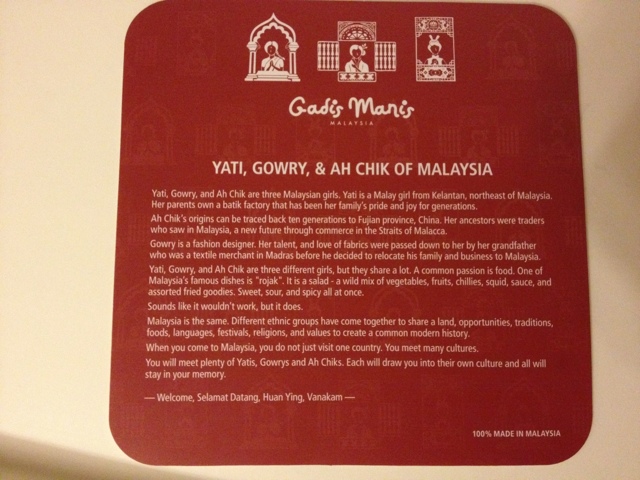 Gadis Manis
MALAYSIA
YATI, GOWRY, & AH CHIK OF MALAYSIA
Yati, Gowry, and Ah Chik are three Malaysian girls. Yati is a Malay girl from Kelantan, northeast of Malaysia.
Her parents own a batik factory that has been her family's pride and joy for generations.
Ah Chik's origins can be traced back ten generations to Fujian province, China. Her ancestors were traders
who saw in Malaysia, a new future through commerce in the Straits of Malacca.
Gowry is a fashion designer. Her talent, and love of fabrics were passed down to her by her grandfather
who was a textile merchant in Madras before he decided to relocate his family and business to Malaysia.
Yati, Gowry, and Ah Chik are three different girls, but they share a lot. A common passion is food. One of
Malaysia's famous dishes is "rojak". It is a salad - a wild mix of vegetables, fruits, chillies, squid, sauce, and
assorted fried goodies. Sweet, sour, and spicy all at once.
Sounds like it wouldn't work, but it does.
Malaysia is the same. Different ethnic groups have come together to share a land, opportunities, traditions,
foods, languages, festivals, religions, and values to create a common modern history.
When you come to Malaysia, you do not just visit one country. You meet many cultures.
You will meet plenty of Yatis, Gowrys and Ah Chiks. Each will draw you into their own culture and all will
stay in your memory.
— Welcome, Selamat Datang, Huan Ying, Vanakam —
100% MADE IN MALAYSIA